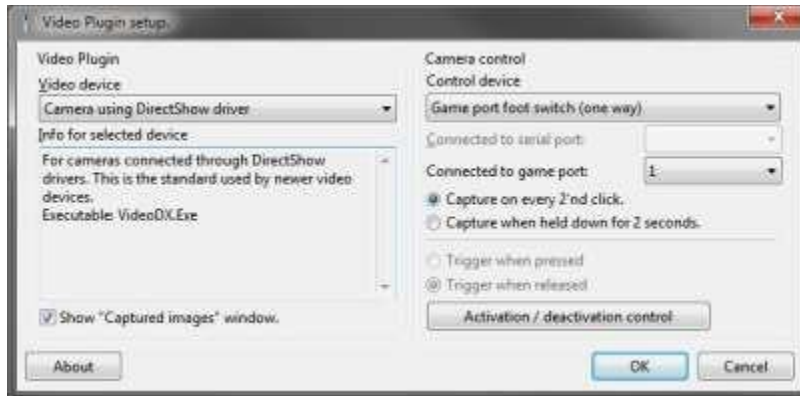 Video Plugin setup.
Video Plugin
Video device
Camera using DirectShow driver
Info for selected device
For cameras connected through DirectShow
drivers. This is the standard used by newer video
devices.
Executable: VideoDX.Exe
Show "Captured images" window.
About
Camera control
Control device
Game port foot switch (one way)
Connected to serial port:
Connected to game port:
1
Capture on every 2'nd click.
Capture when held down for 2 seconds.
Trigger when pressed
Trigger when released
Activation / deactivation control
OK
Cancel